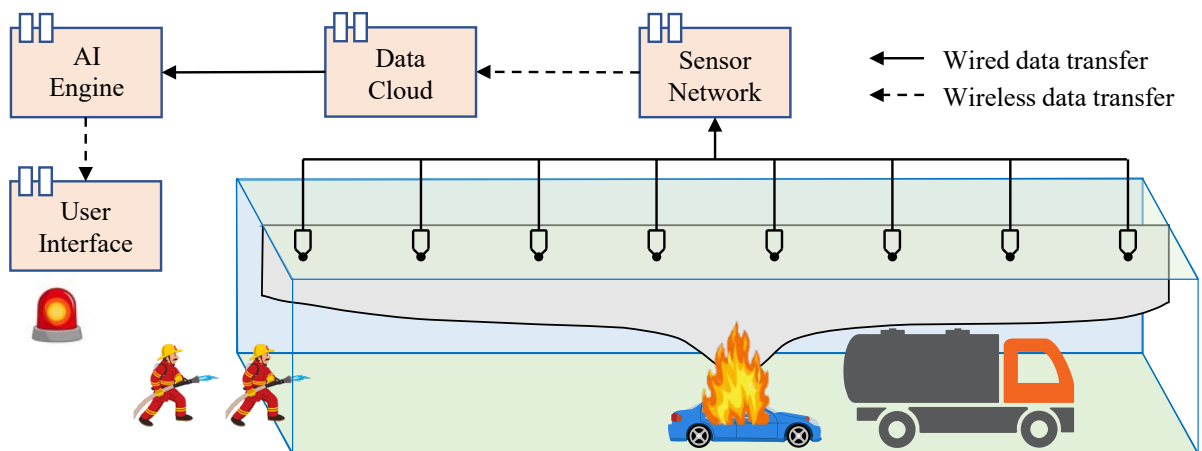 AI
Engine
Data
Cloud
Sensor
Network
Wired data transfer
Wireless data transfer
User
Interface